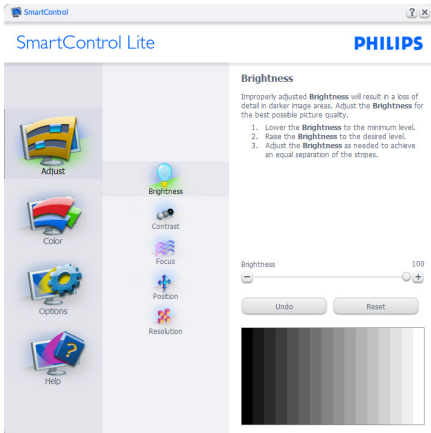 SmartControl
SmartControl Lite
PHILIPS
Adjust
Color
Options
Help
Brightness
Contrast
Focus
Position
Resolution
Brightness
Improperly adjusted Brightness will result in a loss of
detail in darker image areas. Adjust the Brightness for
the best possible picture quality.
1. Lower the Brightness to the minimum level.
2. Raise the Brightness to the desired level.
3. Adjust the Brightness as needed to achieve
an equal separation of the stripes.
Brightness 100
Undo Reset